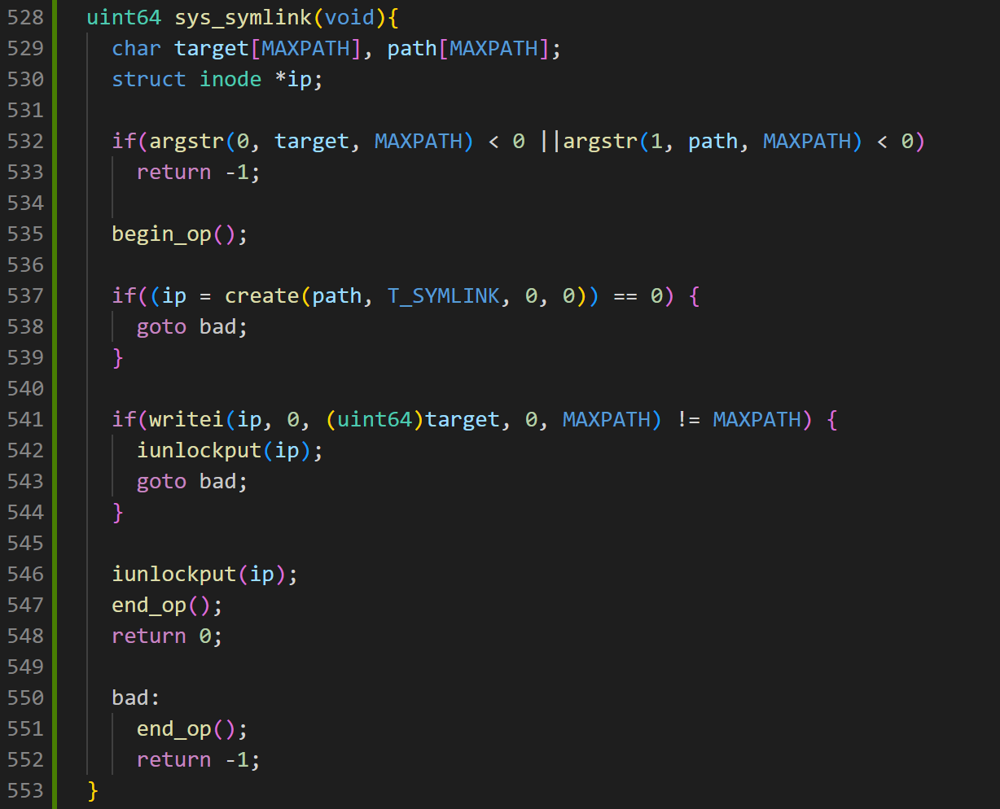 528 uint64 sys_symlink(void){
529   char target[MAXPATH], path[MAXPATH];
530   struct inode *ip;
531
532   if(argstr(0, target, MAXPATH) < 0 ||argstr(1, path, MAXPATH) < 0)
533     return -1;
534
535   begin_op();
536
537   if((ip = create(path, T_SYMLINK, 0, 0)) == 0) {
538     goto bad;
539   }
540
541   if(writei(ip, 0, (uint64)target, 0, MAXPATH) != MAXPATH) {
542     iunlockput(ip);
543     goto bad;
544   }
545
546   iunlockput(ip);
547   end_op();
548   return 0;
549
550   bad:
551     end_op();
552     return -1;
553 }